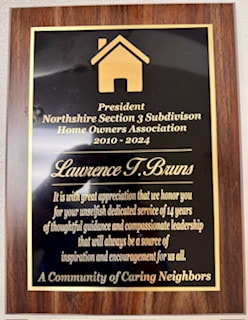 President
Northshire Section 3 Subdivison
Home Owners Association
2010 - 2024
Lawrence T. Bruns
It is with great appreciation that we honor you
for your unselfish dedicated service of 14 years
of thoughtful guidance and compassionate leadership
that will always be a source of
inspiration and encouragement for us all.
A Community of Caring Neighbors